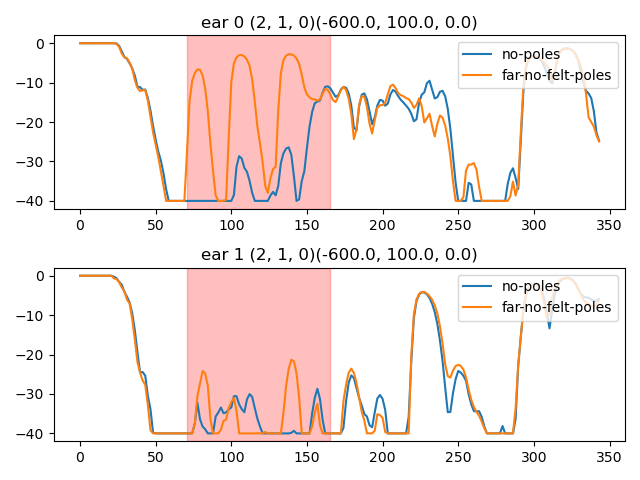 ear 0 (2, 1, 0)(-600.0, 100.0, 0.0)
0
−10
−20
−30
−40
no-poles
far-no-felt-poles
0 50 100 150 200 250 300 350
ear 1 (2, 1, 0)(-600.0, 100.0, 0.0)
0
−10
−20
−30
−40
no-poles
far-no-felt-poles
0 50 100 150 200 250 300 350